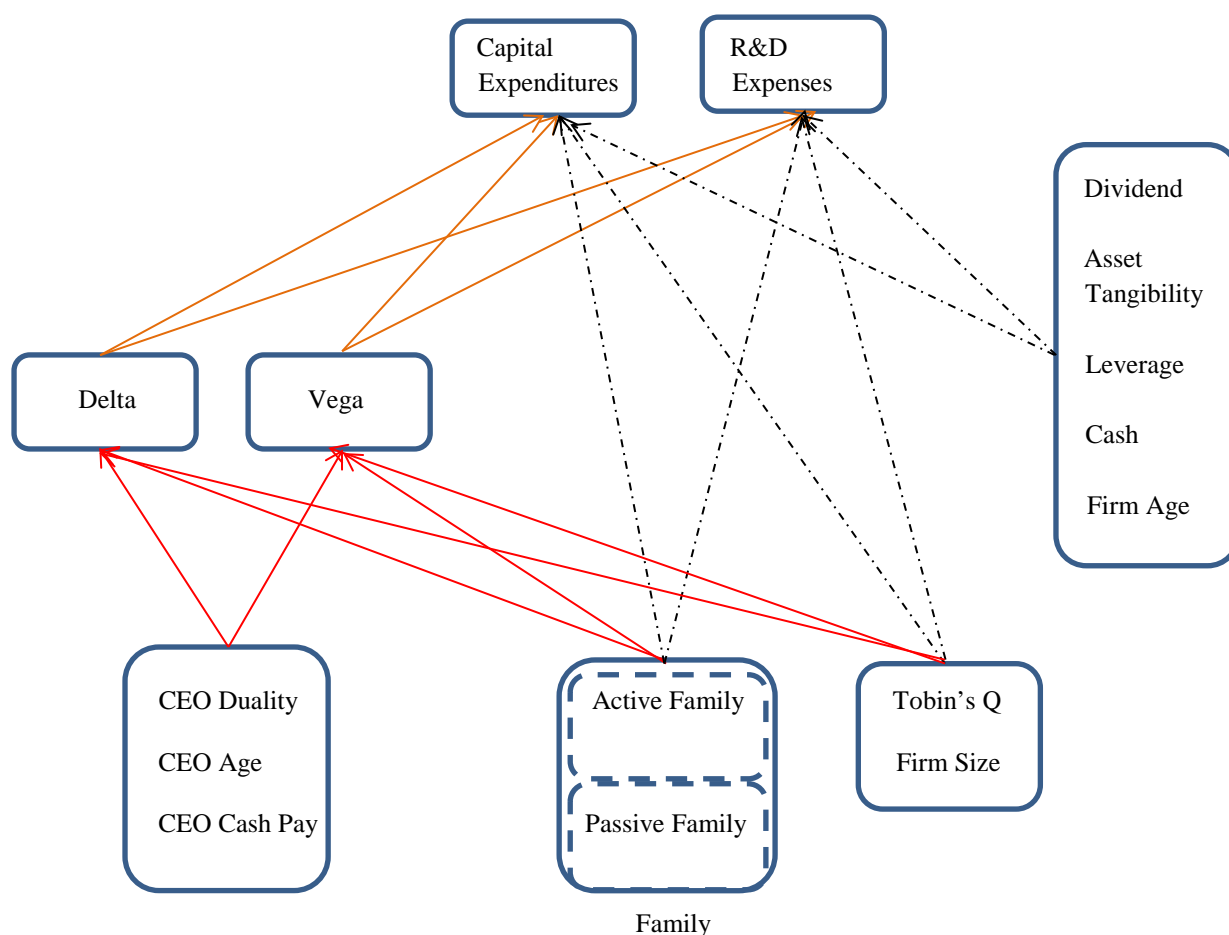 Capital
Expenditures
R&D
Expenses
Dividend
Asset
Tangibility
Leverage
Cash
Firm Age
Delta
Vega
CEO Duality
CEO Age
CEO Cash Pay
Active Family
Passive Family
Tobin’s Q
Firm Size
Family